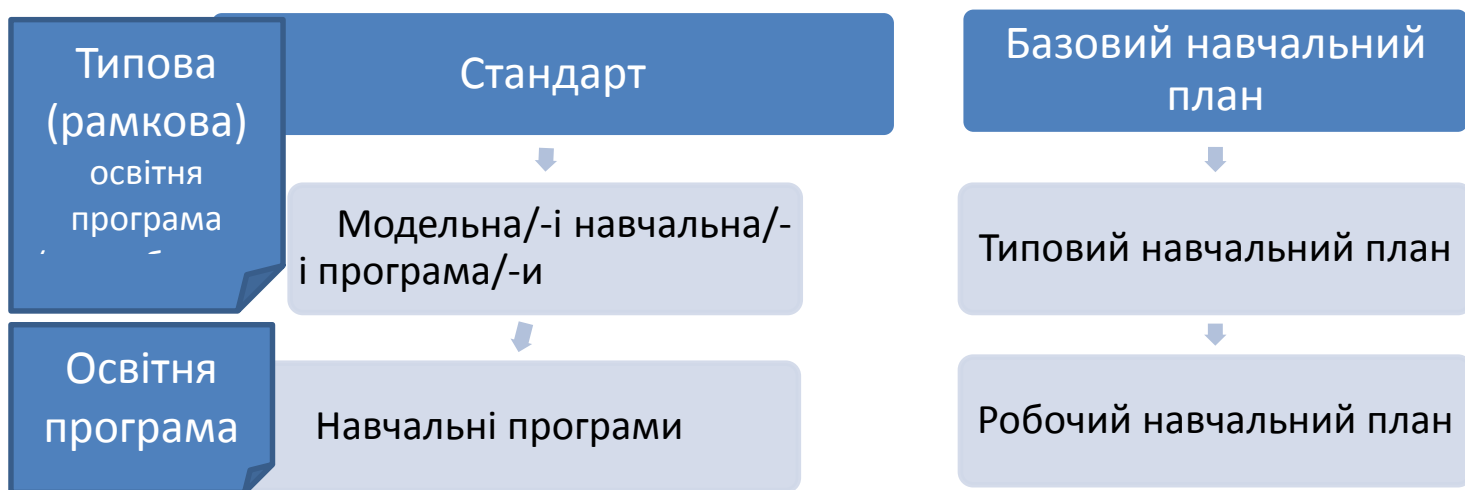 Типова
(рамкова)
освітня
програма
Стандарт
Модельна/-і навчальна/-
і програма/-и
Освітня
програма
Навчальні програми
Базовий навчальний
план
Типовий навчальний план
Робочий навчальний план